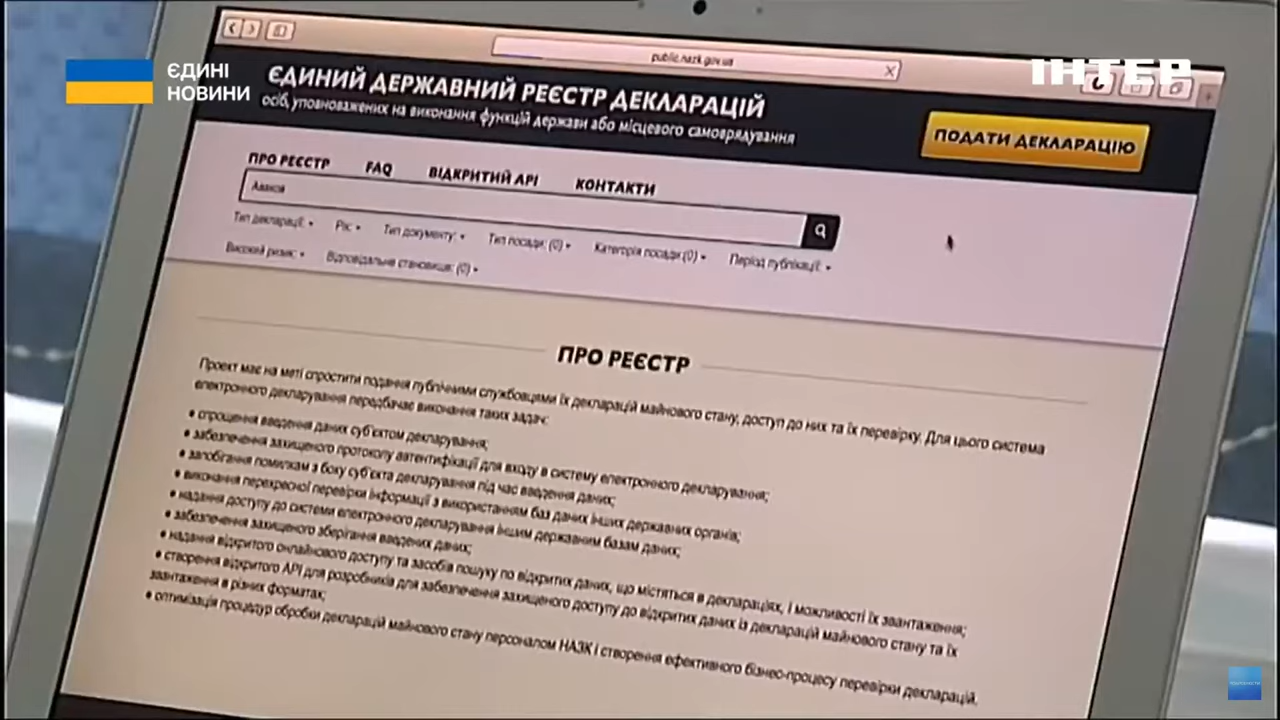 ЄДИНІ
НОВИНИ
ІНТЕР
public.nazk.gov.ua
ЄДИНИЙ ДЕРЖАВНИЙ РЕЄСТР ДЕКЛАРАЦІЙ
осіб, уповноважених на виконання функцій держави або місцевого самоврядування
ПОДАТИ ДЕКЛАРАЦІЮ
ПРО РЕЄСТР FAQ ВІДКРИТИЙ АРІ КОНТАКТИ
Тип декларації: Рік: Тип документу: Тип посади: (0) Категорія посади:(0) Період публікації:
Високий ризик: Відповідальне становище: (0)
ПРО РЕЄСТР
Проект має на меті спростити подання публічними службовцями їх декларацій майнового стану, доступ до них та їх перевірку. Для цього система
електронного декларування передбачає виконання таких задач:
• спрощення введення даних суб'єктом декларування;
• забезпечення захищеного протоколу автентифікації для входу в систему електронного декларування;
• запобігання помилкам з боку суб'єкта декларування під час введення даних;
• виконання перехресної перевірки інформації з використанням баз даних інших державних органів;
• надання доступу до системи електронного декларування іншим державним базам даних;
• забезпечення захищеного зберігання введених даних;
• надання відкритого онлайнового доступу та засобів пошуку по відкритих даних, що містяться в деклараціях, і можливості їх звантаження;
• створення відкритого АРІ для розробників для забезпечення захищеного доступу до відкритих даних із декларацій майнового стану та їх
звантаження в різних форматах;
• оптимізація процедур обробки декларацій майнового стану персоналом НАЗК і створення ефективного бізнес-процесу перевірки декларацій.